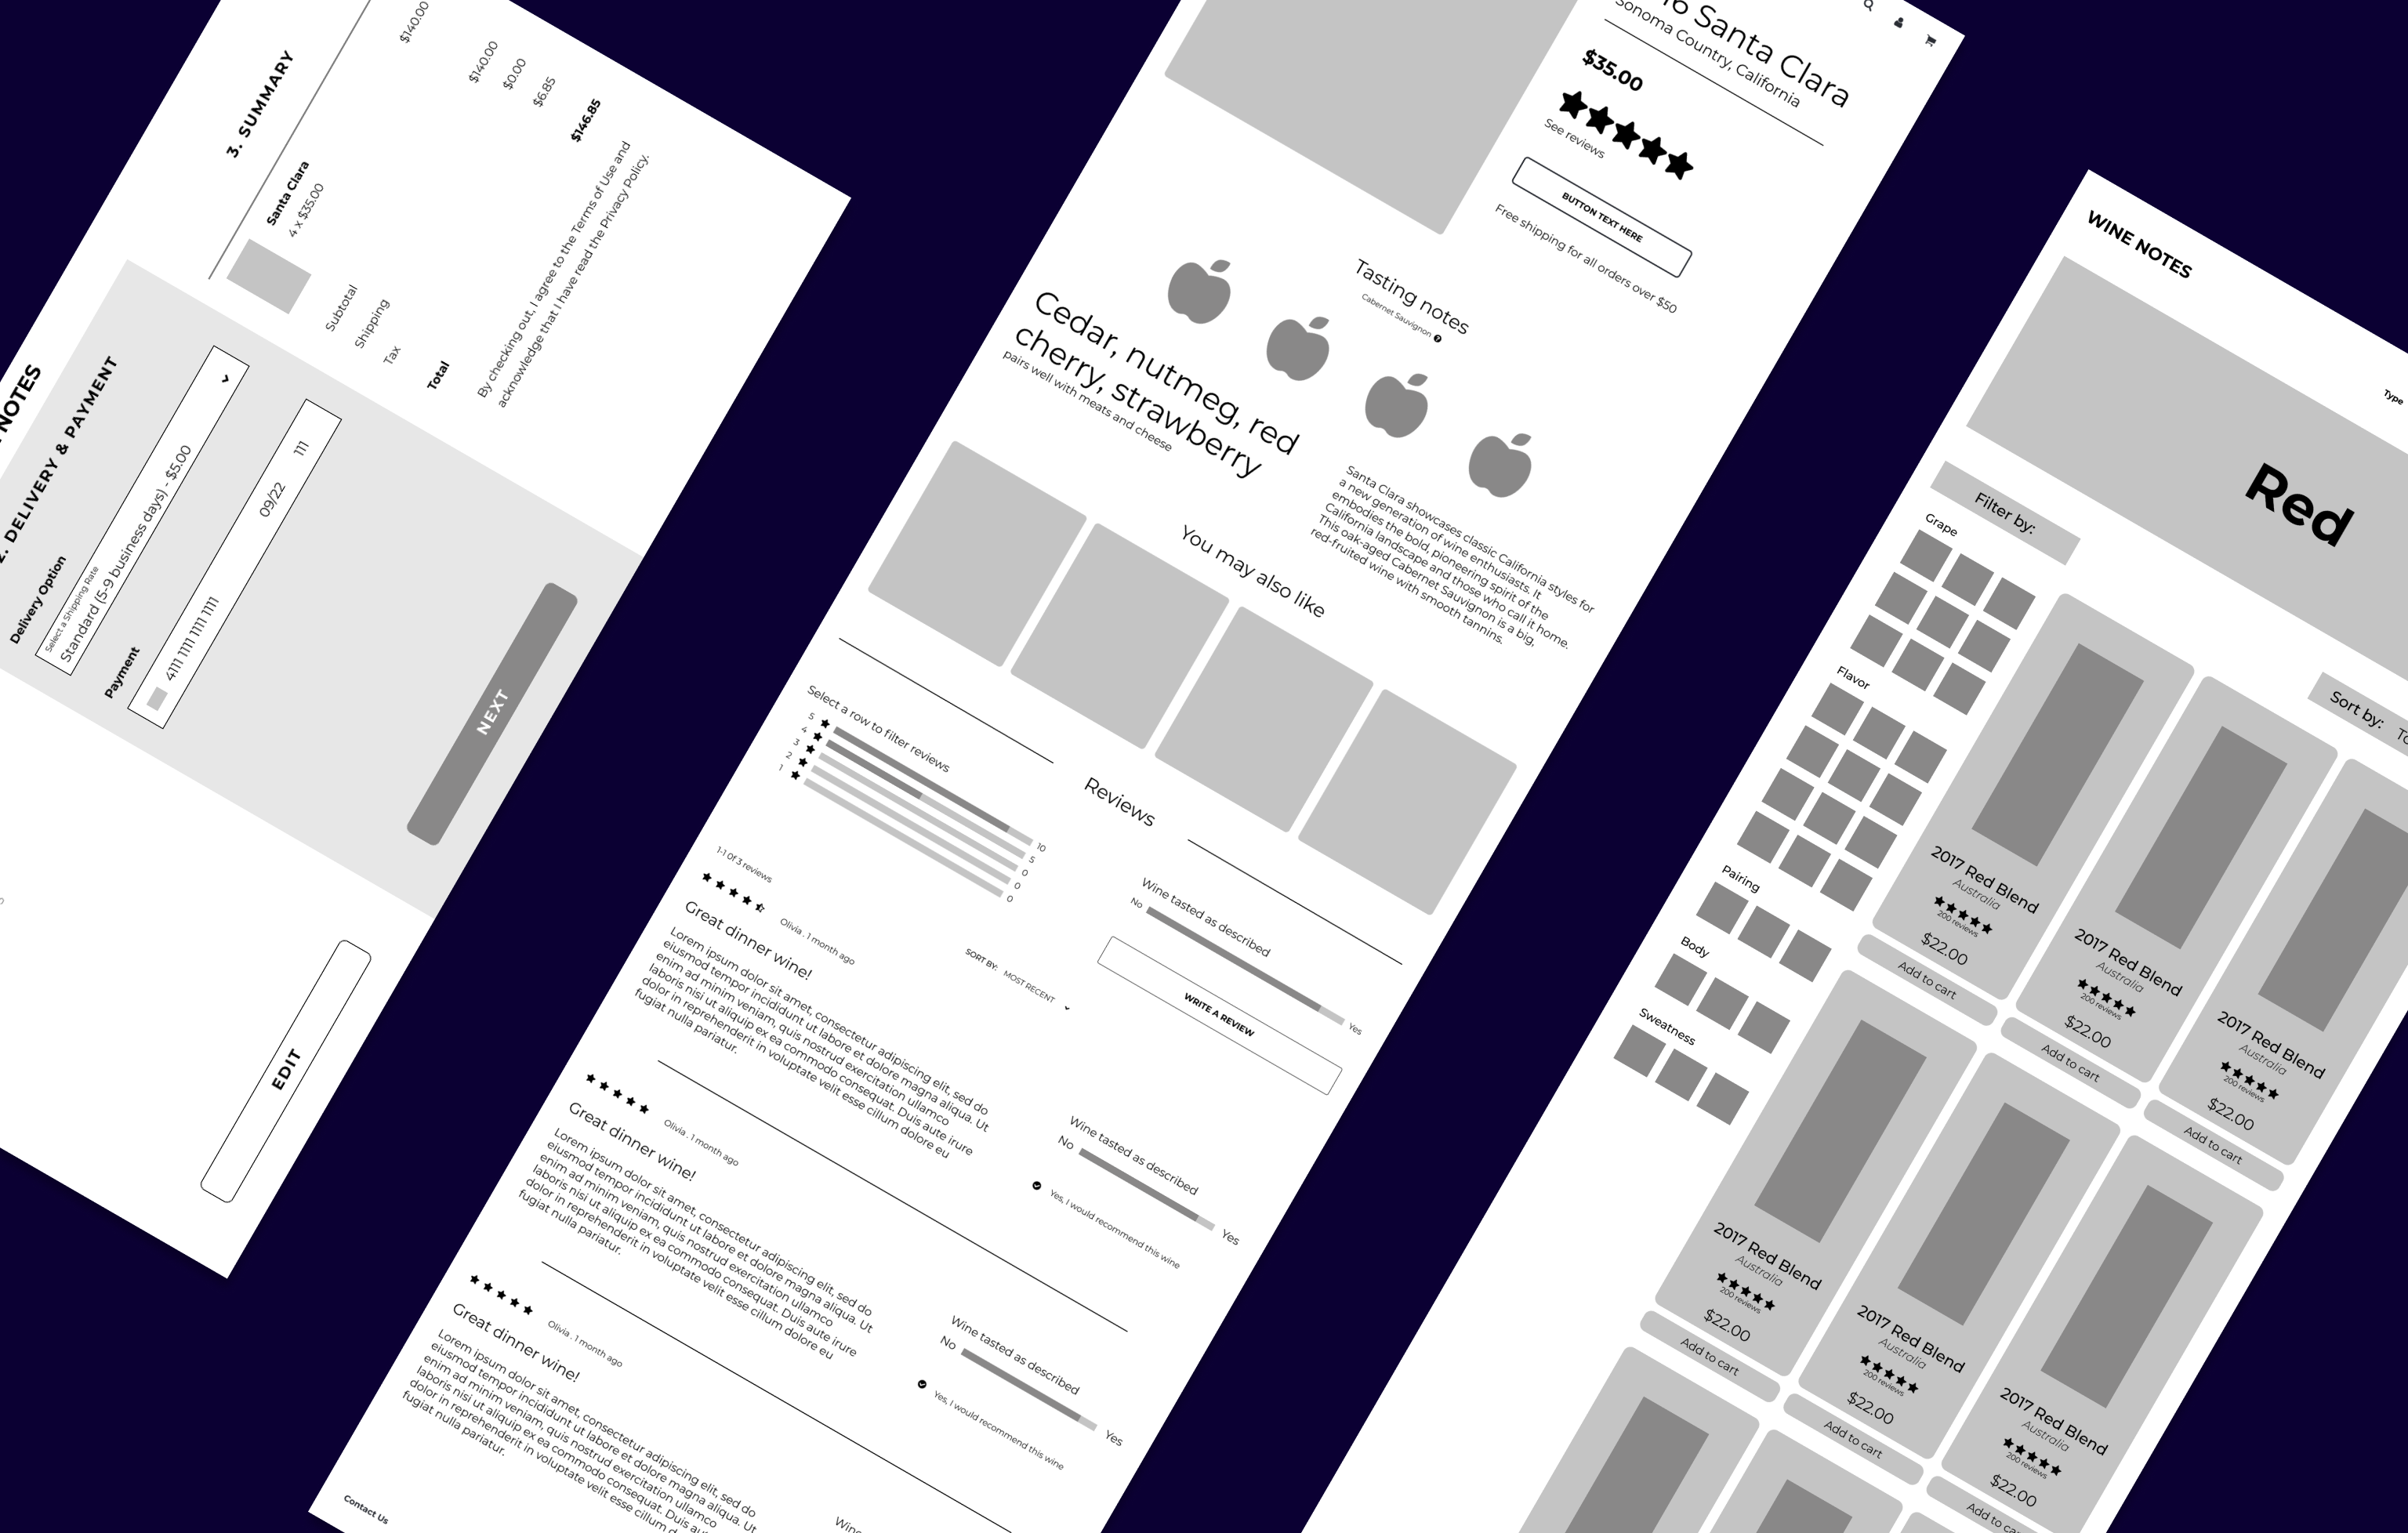 NOTES
2. DELIVERY & PAYMENT
Delivery Option
Select a Shipping Rate
Standard (5-9 business days) - $5.00
Payment
4111 1111 1111 1111 09/22 111
NEXT
EDIT
3. SUMMARY
Santa Clara
4 x $35.00
$140.00
Subtotal $140.00
Shipping $0.00
Tax $6.85
Total $146.85
By checking out, I agree to the Terms of Use and
acknowledge that I have read the Privacy Policy.
Santa Clara
Sonoma Country, California
$35.00
See reviews
BUTTON TEXT HERE
Free shipping for all orders over $50
Tasting notes
Cabernet Sauvignon
Cedar, nutmeg, red
cherry, strawberry
pairs well with meats and cheese
Santa Clara showcases classic California styles for
a new generation of wine enthusiasts. It
embodies the bold, pioneering spirit of the
California landscape and those who call it home.
This oak-aged Cabernet Sauvignon is a big,
red-fruited wine with smooth tannins.
You may also like
Reviews
Select a row to filter reviews
5 10
4 5
3 0
2 0
1 0
Wine tasted as described
No Yes
WRITE A REVIEW
1-1 of 3 reviews
SORT BY: MOST RECENT
Olivia . 1 month ago
Great dinner wine!
Lorem ipsum dolor sit amet, consectetur adipiscing elit, sed do
eiusmod tempor incididunt ut labore et dolore magna aliqua. Ut
enim ad minim veniam, quis nostrud exercitation ullamco
laboris nisi ut aliquip ex ea commodo consequat. Duis aute irure
dolor in reprehenderit in voluptate velit esse cillum dolore eu
fugiat nulla pariatur.
Wine tasted as described
No Yes
Yes, I would recommend this wine
Olivia . 1 month ago
Great dinner wine!
Lorem ipsum dolor sit amet, consectetur adipiscing elit, sed do
eiusmod tempor incididunt ut labore et dolore magna aliqua. Ut
enim ad minim veniam, quis nostrud exercitation ullamco
laboris nisi ut aliquip ex ea commodo consequat. Duis aute irure
dolor in reprehenderit in voluptate velit esse cillum dolore eu
fugiat nulla pariatur.
Wine tasted as described
No Yes
Yes, I would recommend this wine
Olivia . 1 month ago
Great dinner wine!
Lorem ipsum dolor sit amet, consectetur adipiscing elit, sed do
eiusmod tempor incididunt ut labore et dolore magna aliqua. Ut
enim ad minim veniam, quis nostrud exercitation ullamco
laboris nisi ut aliquip ex ea commodo consequat. Duis
dolor in reprehenderit in voluptate velit esse cillum
fugiat nulla pariatur.
Contact Us
WINE NOTES
Type
Red
Filter by:
Sort by:
Grape
Flavor
Pairing
Body
Sweetness
2017 Red Blend
Australia
200 reviews
$22.00
Add to cart
2017 Red Blend
Australia
200 reviews
$22.00
Add to cart
2017 Red Blend
Australia
200 reviews
$22.00
Add to cart
2017 Red Blend
Australia
200 reviews
$22.00
Add to cart
2017 Red Blend
Australia
200 reviews
$22.00
Add to cart
2017 Red Blend
Australia
200 reviews
$22.00
Add to